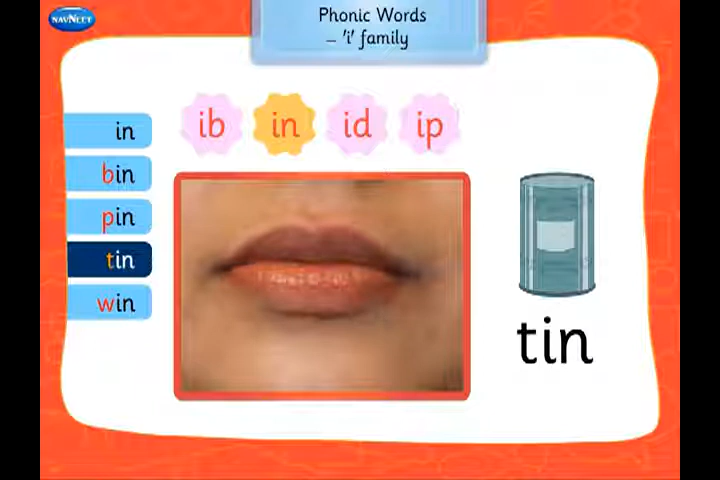 NAVNEET
Phonic Words
– 'i' family
ib in id ip
in
bin
pin
tin
win
tin